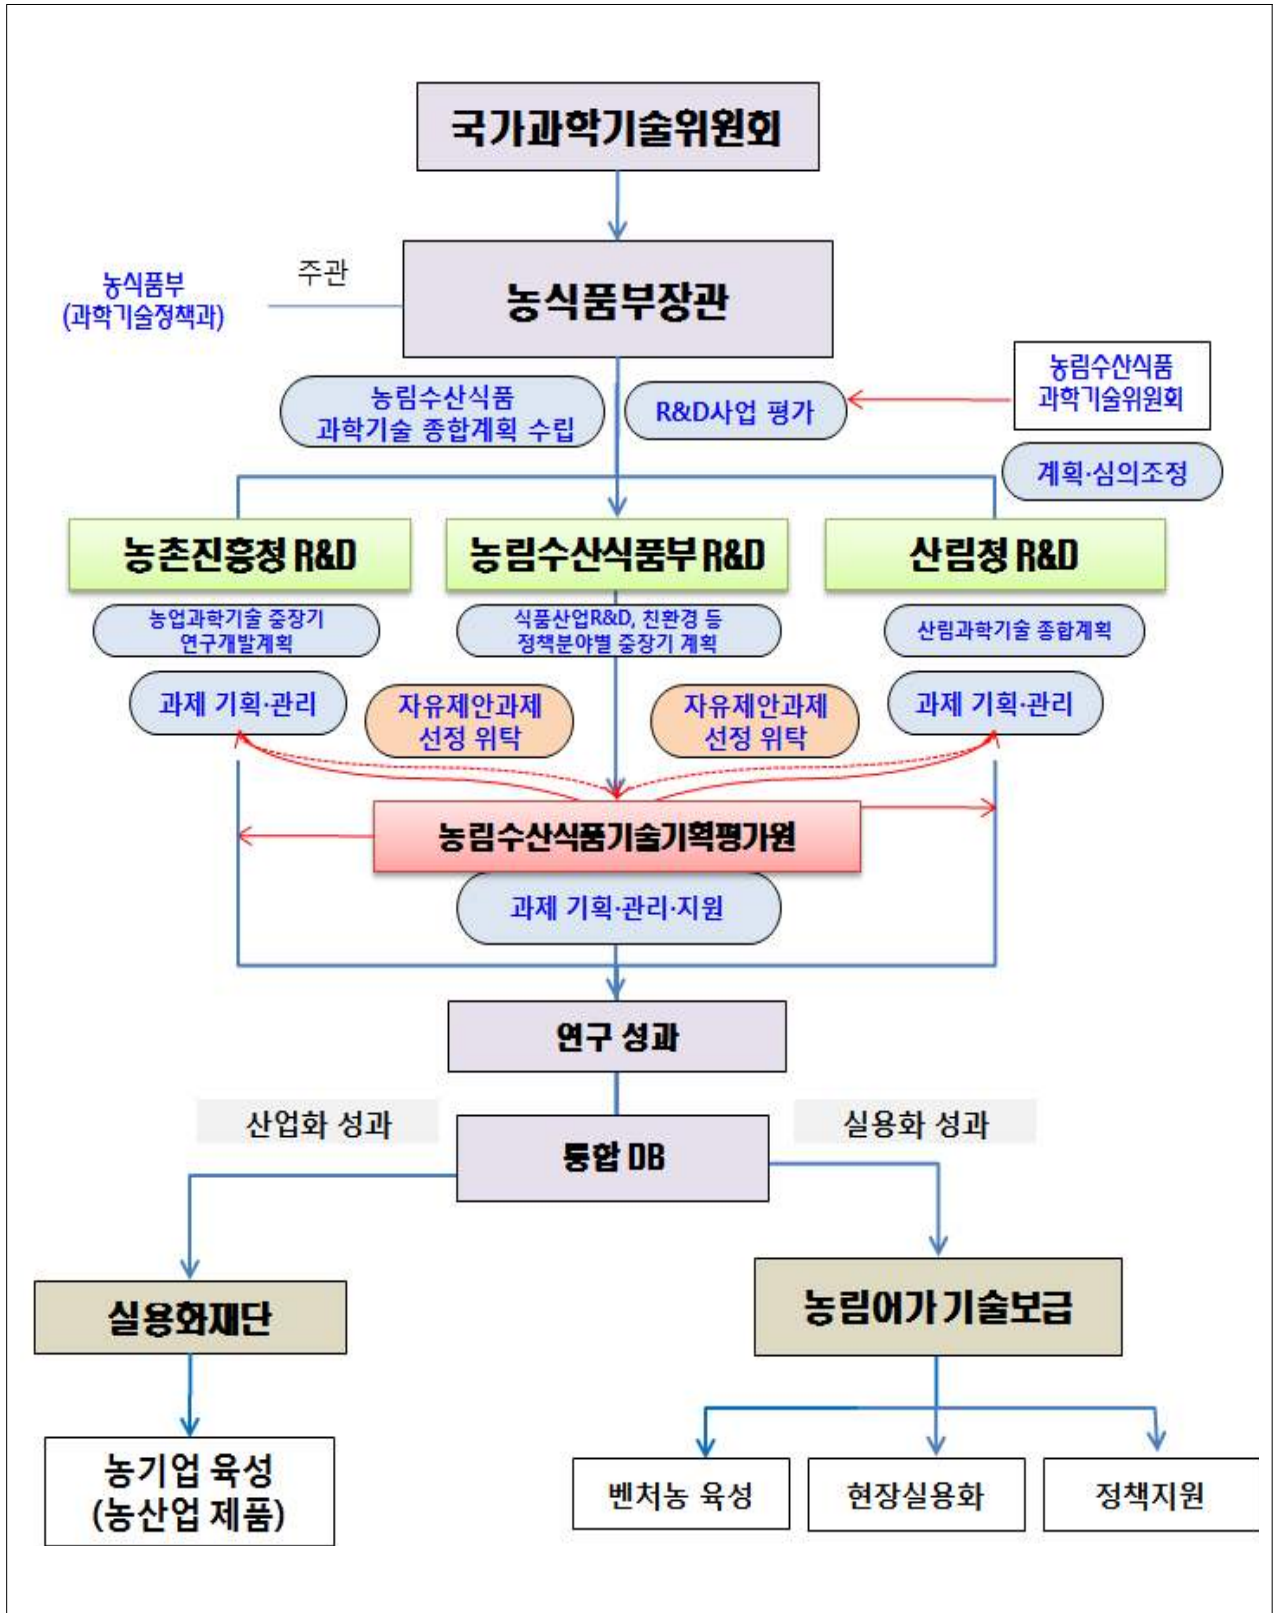 국가과학기술위원회
주관
농식품부
(과학기술정책과)
농식품부장관
농림수산식품
과학기술위원회
농림수산식품
과학기술 종합계획 수립
R&D사업 평가
계획·심의조정
농촌진흥청 R&D
농림수산식품부 R&D
산림청 R&D
농업과학기술 중장기
연구개발계획
식품산업R&D, 친환경 등
정책분야별 중장기 계획
산림과학기술 종합계획
과제 기획·관리
자유제안과제
선정 위탁
자유제안과제
선정 위탁
과제 기획·관리
농림수산식품기술기획평가원
과제 기획·관리·지원
연구 성과
산업화 성과
실용화 성과
통합 DB
실용화재단
농림어가 기술보급
농기업 육성
(농산업 제품)
벤처농 육성
현장실용화
정책지원